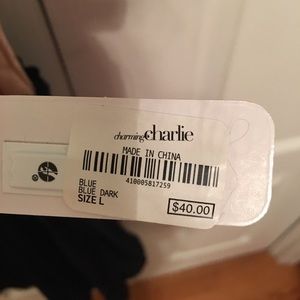 charming charlie
MADE IN CHINA
410005817259
BLUE
BLUE DARK
SIZE L
$40.00
®